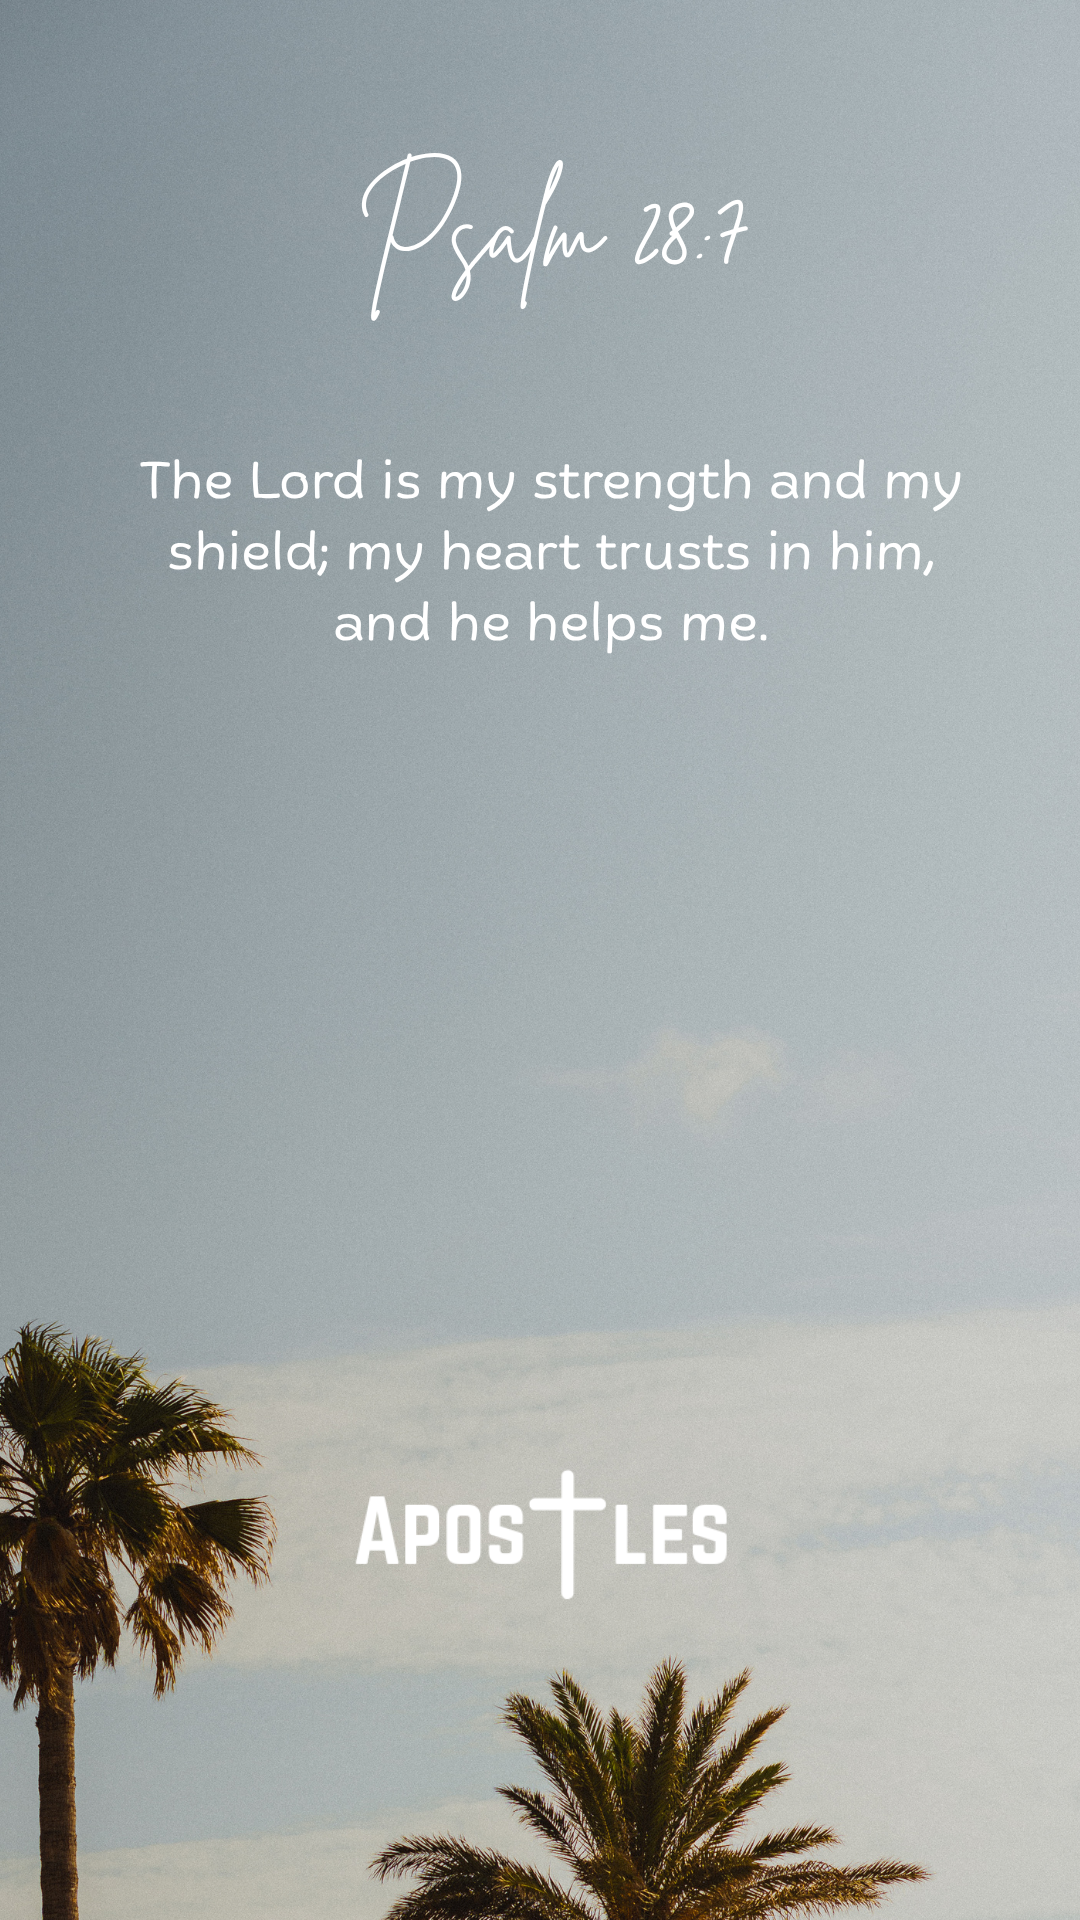 Psalm 28:7
The Lord is my strength and my
shield; my heart trusts in him,
and he helps me.
APOSTLES